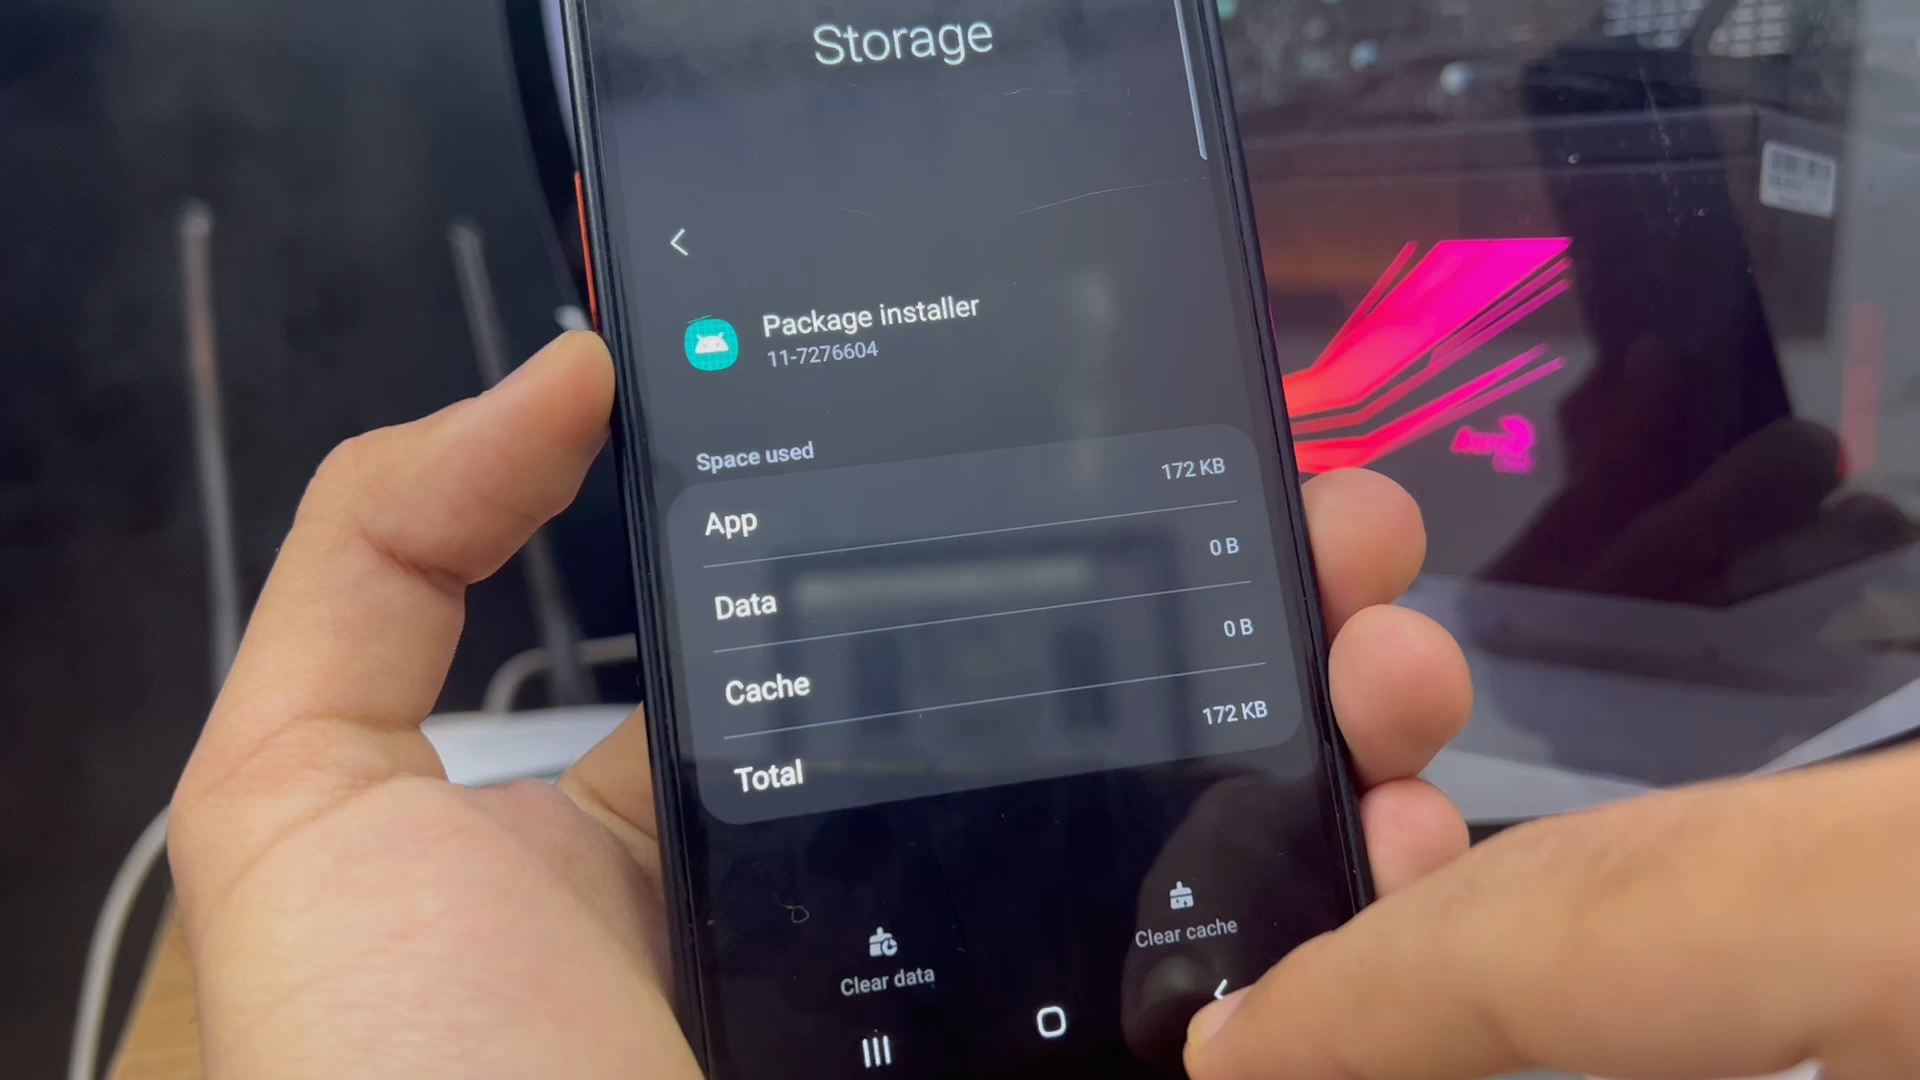 Storage
Package installer
11-7276604
Space used
App 172 KB
Data 0 B
Cache 0 B
Total 172 KB
Clear data
Clear cache